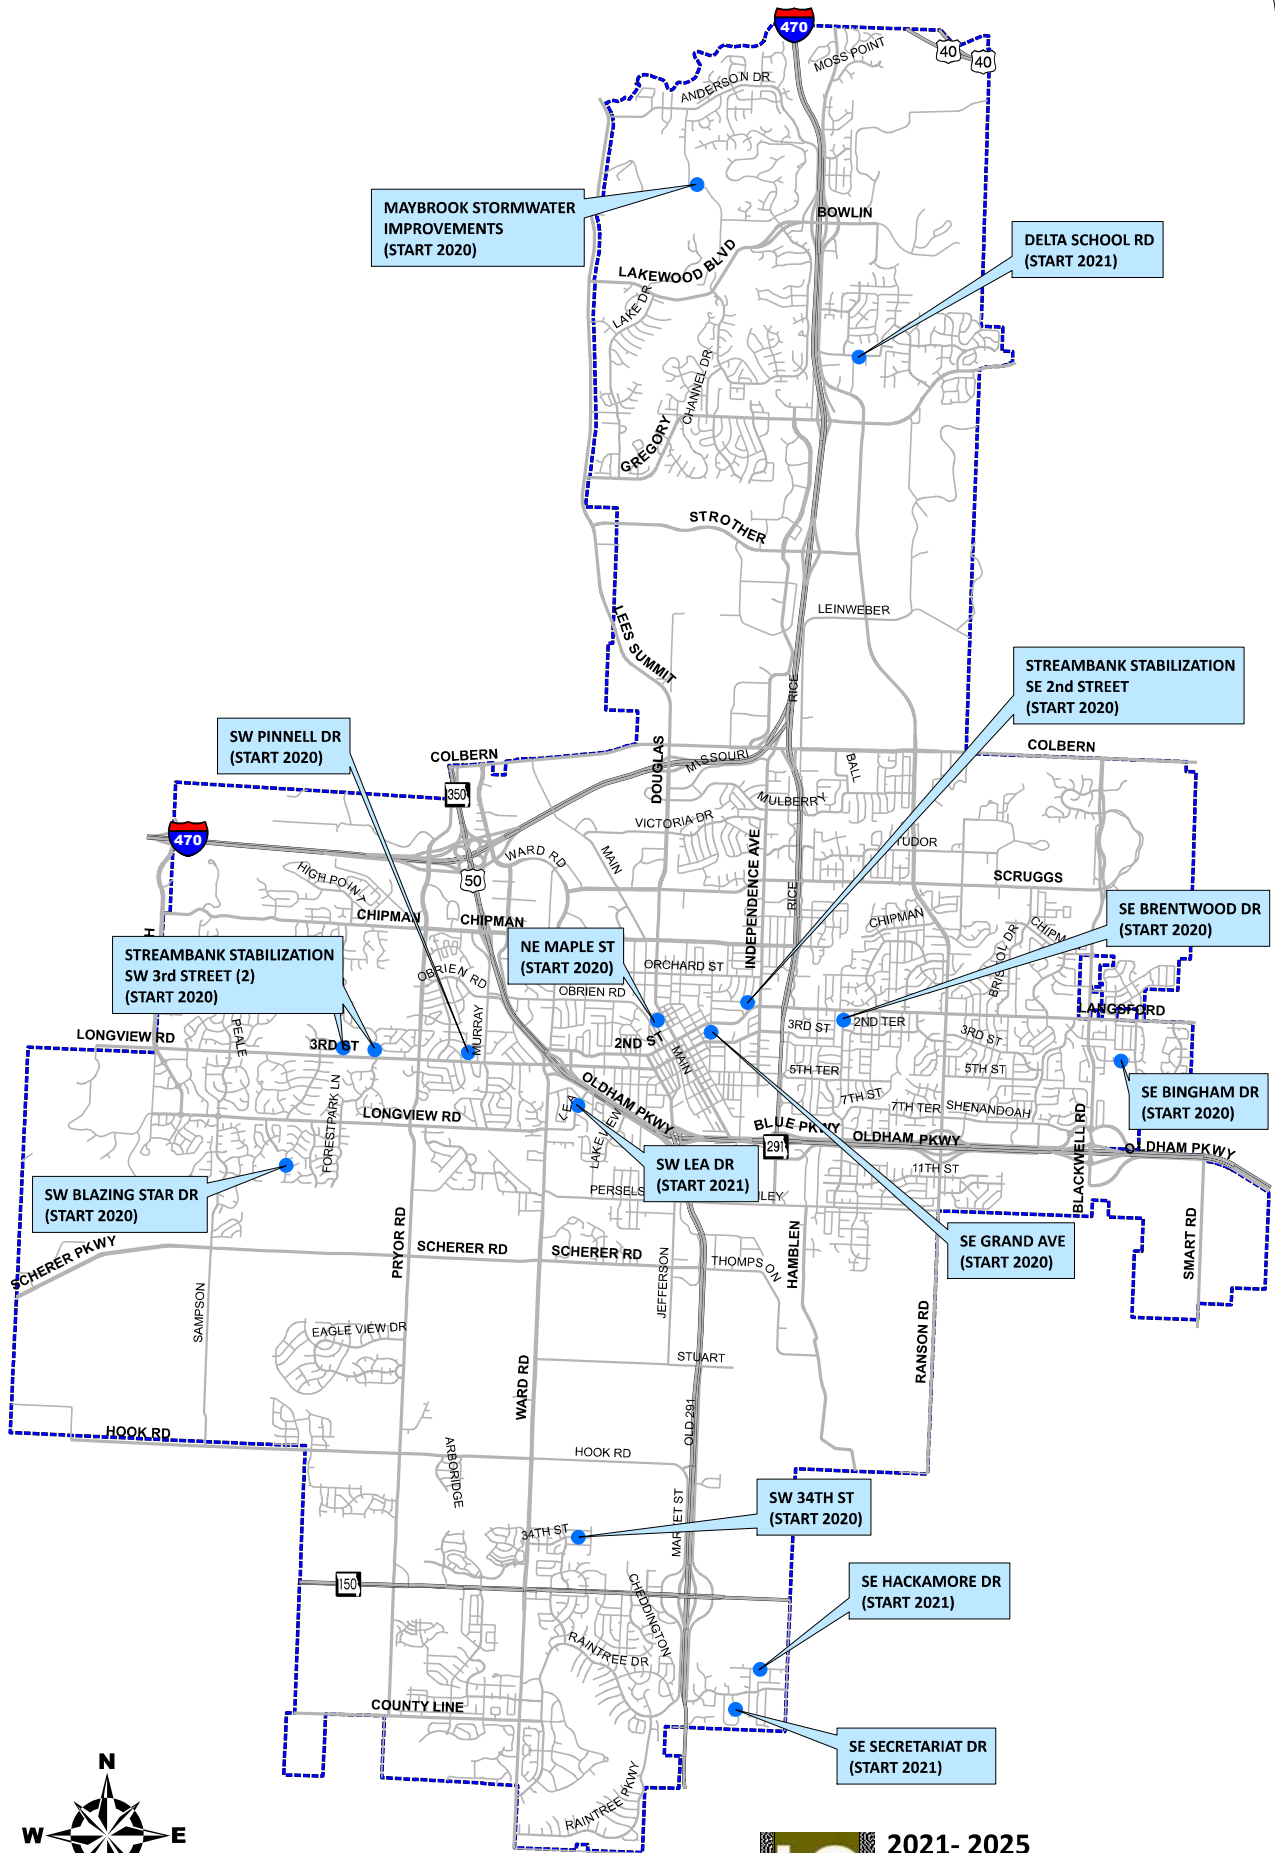 470
40
40
MOSS POINT
ANDERSON DR
MAYBROOK STORMWATER
IMPROVEMENTS
(START 2020)
BOWLIN
DELTA SCHOOL RD
(START 2021)
LAKEWOOD BLVD
LAKE DR
CHANNEL DR
GREGORY
STROTHER
LEINWEBER
LEES SUMMIT
STREAMBANK STABILIZATION
SE 2nd STREET
(START 2020)
RICE
SW PINNELL DR
(START 2020)
COLBERN
COLBERN
DOUGLAS
MISSOURI
BALL
350
MULBERRY
VICTORIA DR
470
WARD RD
MAIN
INDEPENDENCE AVE
TUDOR
50
HIGH POINT
RICE
SCRUGGS
SE BRENTWOOD DR
(START 2020)
CHIPMAN
CHIPMAN
CHIPMAN
NE MAPLE ST
(START 2020)
STREAMBANK STABILIZATION
SW 3rd STREET (2)
(START 2020)
ORCHARD ST
BRISTOL DR
OBRIEN RD
OBRIEN RD
LANGSFORD
PEALE
LONGVIEW RD
3RD ST
MURRAY
2ND ST
MAIN
3RD ST
2ND TER
3RD ST
5TH TER
5TH ST
SE BINGHAM DR
(START 2020)
OLDHAM PKWY
LEA
LAKEVIEW
FORESTPARK LN
LONGVIEW RD
7TH ST
7TH TER
SHENANDOAH
BLUE PKWY
291
OLDHAM PKWY
OLDHAM PKWY
BLACKWELL RD
11TH ST
SW LEA DR
(START 2021)
SW BLAZING STAR DR
(START 2020)
PERSELS
SE GRAND AVE
(START 2020)
SCHERER PKWY
PRYOR RD
SCHERER RD
SCHERER RD
JEFFERSON
THOMPSON
HAMBLEN
SMART RD
SAMPSON
EAGLE VIEW DR
RANSON RD
STUART
WARD RD
OLD 291
HOOK RD
HOOK RD
ARBORIDGE
SW 34TH ST
(START 2020)
34TH ST
MARKET ST
150
CHEDDINGTON
SE HACKAMORE DR
(START 2021)
RAINTREE DR
COUNTY LINE
SE SECRETARIAT DR
(START 2021)
RAINTREE PKWY
N
W
E
2021- 2025